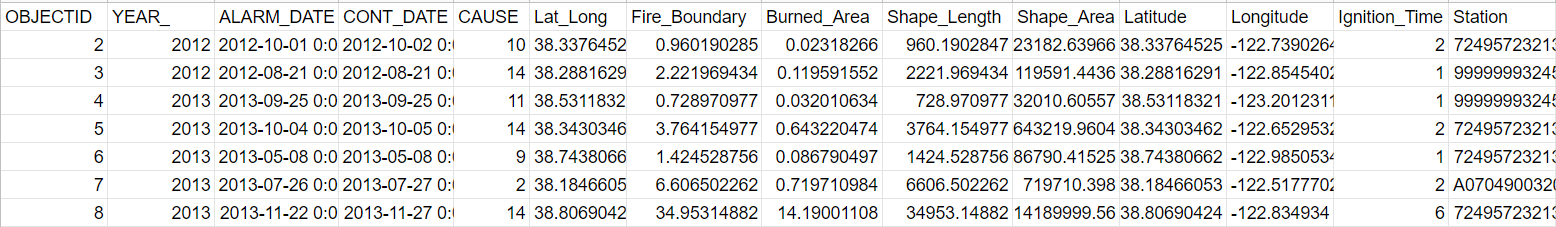 OBJECTID YEAR_ ALARM_DATE CONT_DATE CAUSE Lat_Long Fire_Boundary Burned_Area Shape_Length Shape_Area Latitude Longitude Ignition_Time Station
2 2012 2012-10-01 0:0 2012-10-02 0:0 10 38.3376452 0.960190285 0.02318266 960.1902847 23182.63966 38.33764525 -122.7390264 2 72495723213
3 2012 2012-08-21 0:0 2012-08-21 0:0 14 38.2881629 2.221969434 0.119591552 2221.969434 119591.4436 38.28816291 -122.8545402 1 99999993245
4 2013 2013-09-25 0:0 2013-09-25 0:0 11 38.5311832 0.728970977 0.032010634 728.970977 32010.60557 38.53118321 -123.2012311 1 99999993245
5 2013 2013-10-04 0:0 2013-10-05 0:0 14 38.3430346 3.764154977 0.643220474 3764.154977 643219.9604 38.34303462 -122.6529532 2 72495723213
6 2013 2013-05-08 0:0 2013-05-08 0:0 9 38.7438066 1.424528756 0.086790497 1424.528756 86790.41525 38.74380662 -122.9850534 1 72495723213
7 2013 2013-07-26 0:0 2013-07-27 0:0 2 38.1846605 6.606502262 0.719710984 6606.502262 719710.398 38.18466053 -122.5177702 2 A0704900320
8 2013 2013-11-22 0:0 2013-11-27 0:0 14 38.8069042 34.95314882 14.19001108 34953.14882 14189999.56 38.80690424 -122.834934 6 72495723213